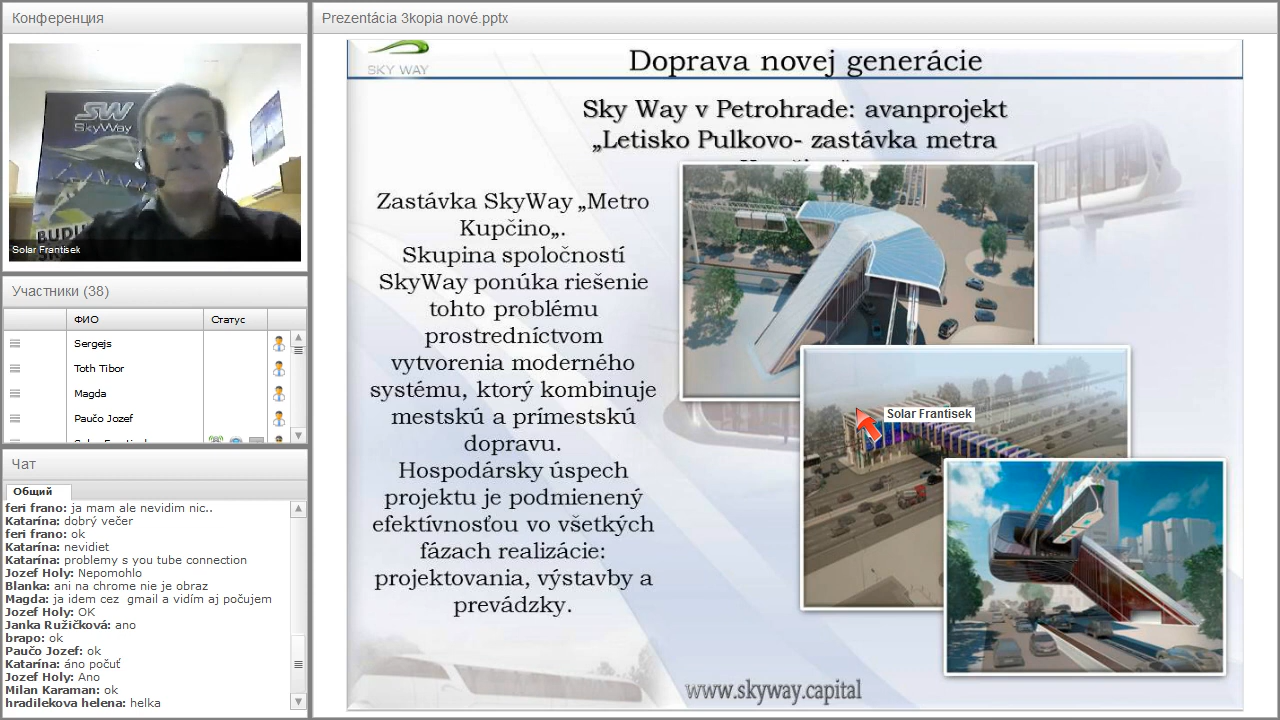 Конференция
SW
SkyWay
Solar Frantisek
Участники (38)
ФИО
Статус
Sergejs
Toth Tibor
Magda
Paučo Jozef
Чат
Общий
feri frano: ja mam ale nevidim nic..
Katarína: dobrý večer
feri frano: ok
Katarína: nevidiet
Katarína: problemy s you tube connection
Jozef Holy: Nepomohlo
Blanka: ani na chrome nie je obraz
Magda: ja idem cez gmail a vidím aj počujem
Jozef Holy: OK
Janka Ružičková: ano
brapo: ok
Paučo Jozef: ok
Katarína: áno počuť
Jozef Holy: Ano
Milan Karaman: ok
hradilekova helena: helka
Prezentácia 3kopia nové.pptx
SKY WAY
Doprava novej generácie
Sky Way v Petrohrade: avanprojekt
„Letisko Pulkovo- zastávka metra
Zastávka SkyWay „Metro
Kupčino„.
Skupina spoločností
SkyWay ponúka riešenie
tohto problému
prostredníctvom
vytvorenia moderného
systému, ktorý kombinuje
mestskú a prímestskú
dopravu.
Hospodársky úspech
projektu je podmienený
efektívnosťou vo všetkých
fázach realizácie:
projektovania, výstavby a
prevádzky.
Solar Frantisek
www.skyway.capital